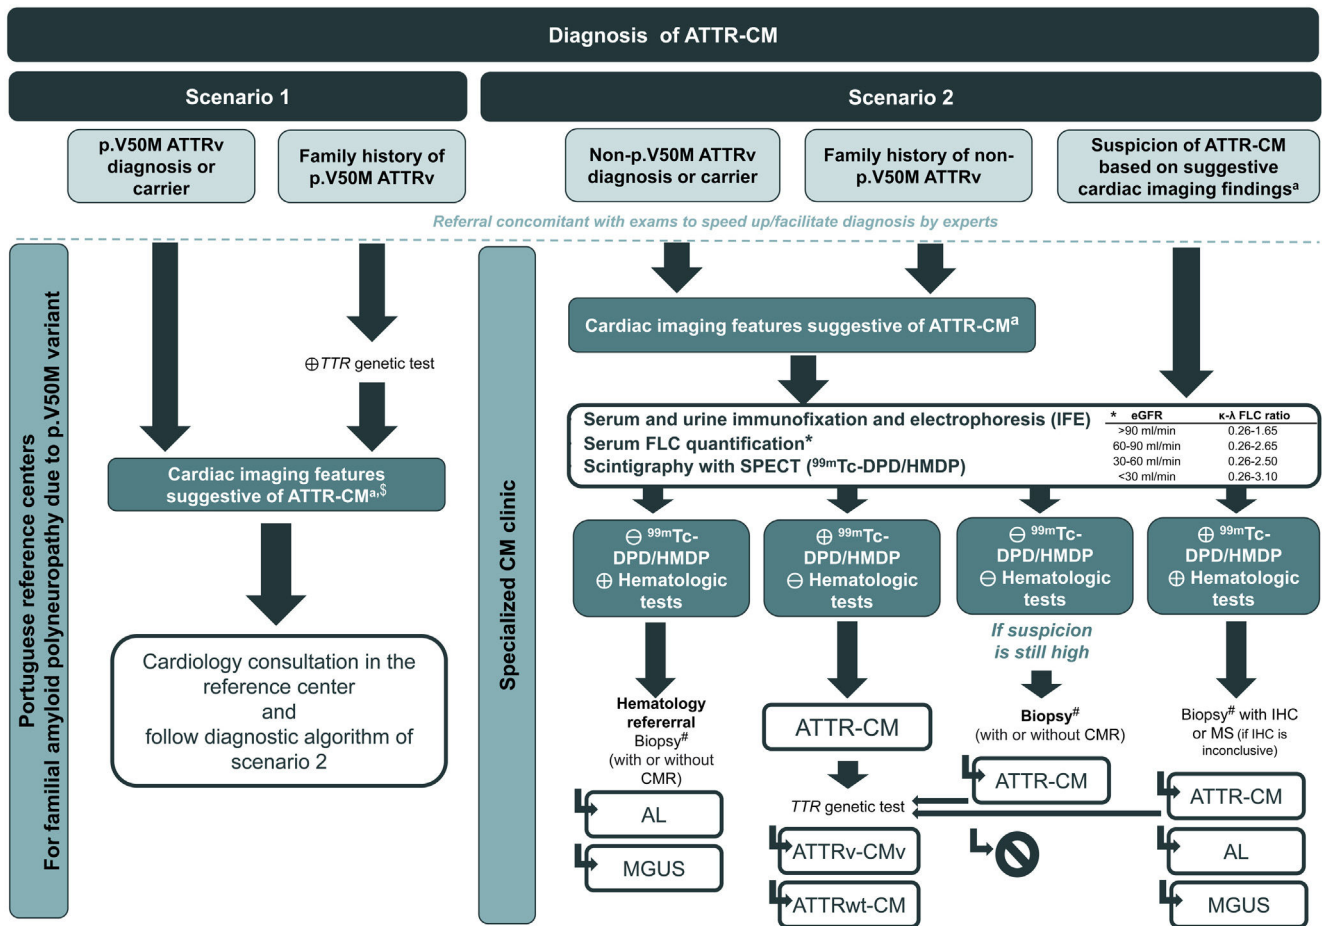 Diagnosis of ATTR-CM
Scenario 1
Scenario 2
p.V50M ATTRv
diagnosis or
carrier
Family history of
p.V50M ATTRv
Non-p.V50M ATTRv
diagnosis or carrier
Family history of non-
p.V50M ATTRv
Suspicion of ATTR-CM
based on suggestive
cardiac imaging findingsᵃ
Referral concomitant with exams to speed up/facilitate diagnosis by experts
Portuguese reference centers
For familial amyloid polyneuropathy due to p.V50M variant
⊕TTR genetic test
Cardiac imaging features
suggestive of ATTR-CMᵃ,$
Cardiology consultation in the
reference center
and
follow diagnostic algorithm of
scenario 2
Specialized CM clinic
Cardiac imaging features suggestive of ATTR-CMᵃ
Serum and urine immunofixation and electrophoresis (IFE)
Serum FLC quantification*
Scintigraphy with SPECT (⁹⁹ᵐTc-DPD/HMDP)
* eGFR κ-λ FLC ratio
>90 ml/min 0.26-1.65
60-90 ml/min 0.26-2.65
30-60 ml/min 0.26-2.50
<30 ml/min 0.26-3.10
⊖ ⁹⁹ᵐTc-
DPD/HMDP
⊕ Hematologic
tests
⊕ ⁹⁹ᵐTc-
DPD/HMDP
⊖ Hematologic
tests
⊖ ⁹⁹ᵐTc-
DPD/HMDP
⊖ Hematologic
tests
⊕ ⁹⁹ᵐTc-
DPD/HMDP
⊕ Hematologic
tests
If suspicion
is still high
Hematology
refererral
Biopsy#
(with or without
CMR)
AL
MGUS
ATTR-CM
TTR genetic test
ATTRv-CMv
ATTRwt-CM
Biopsy#
(with or without CMR)
ATTR-CM
Biopsy# with IHC
or MS (if IHC is
inconclusive)
ATTR-CM
AL
MGUS